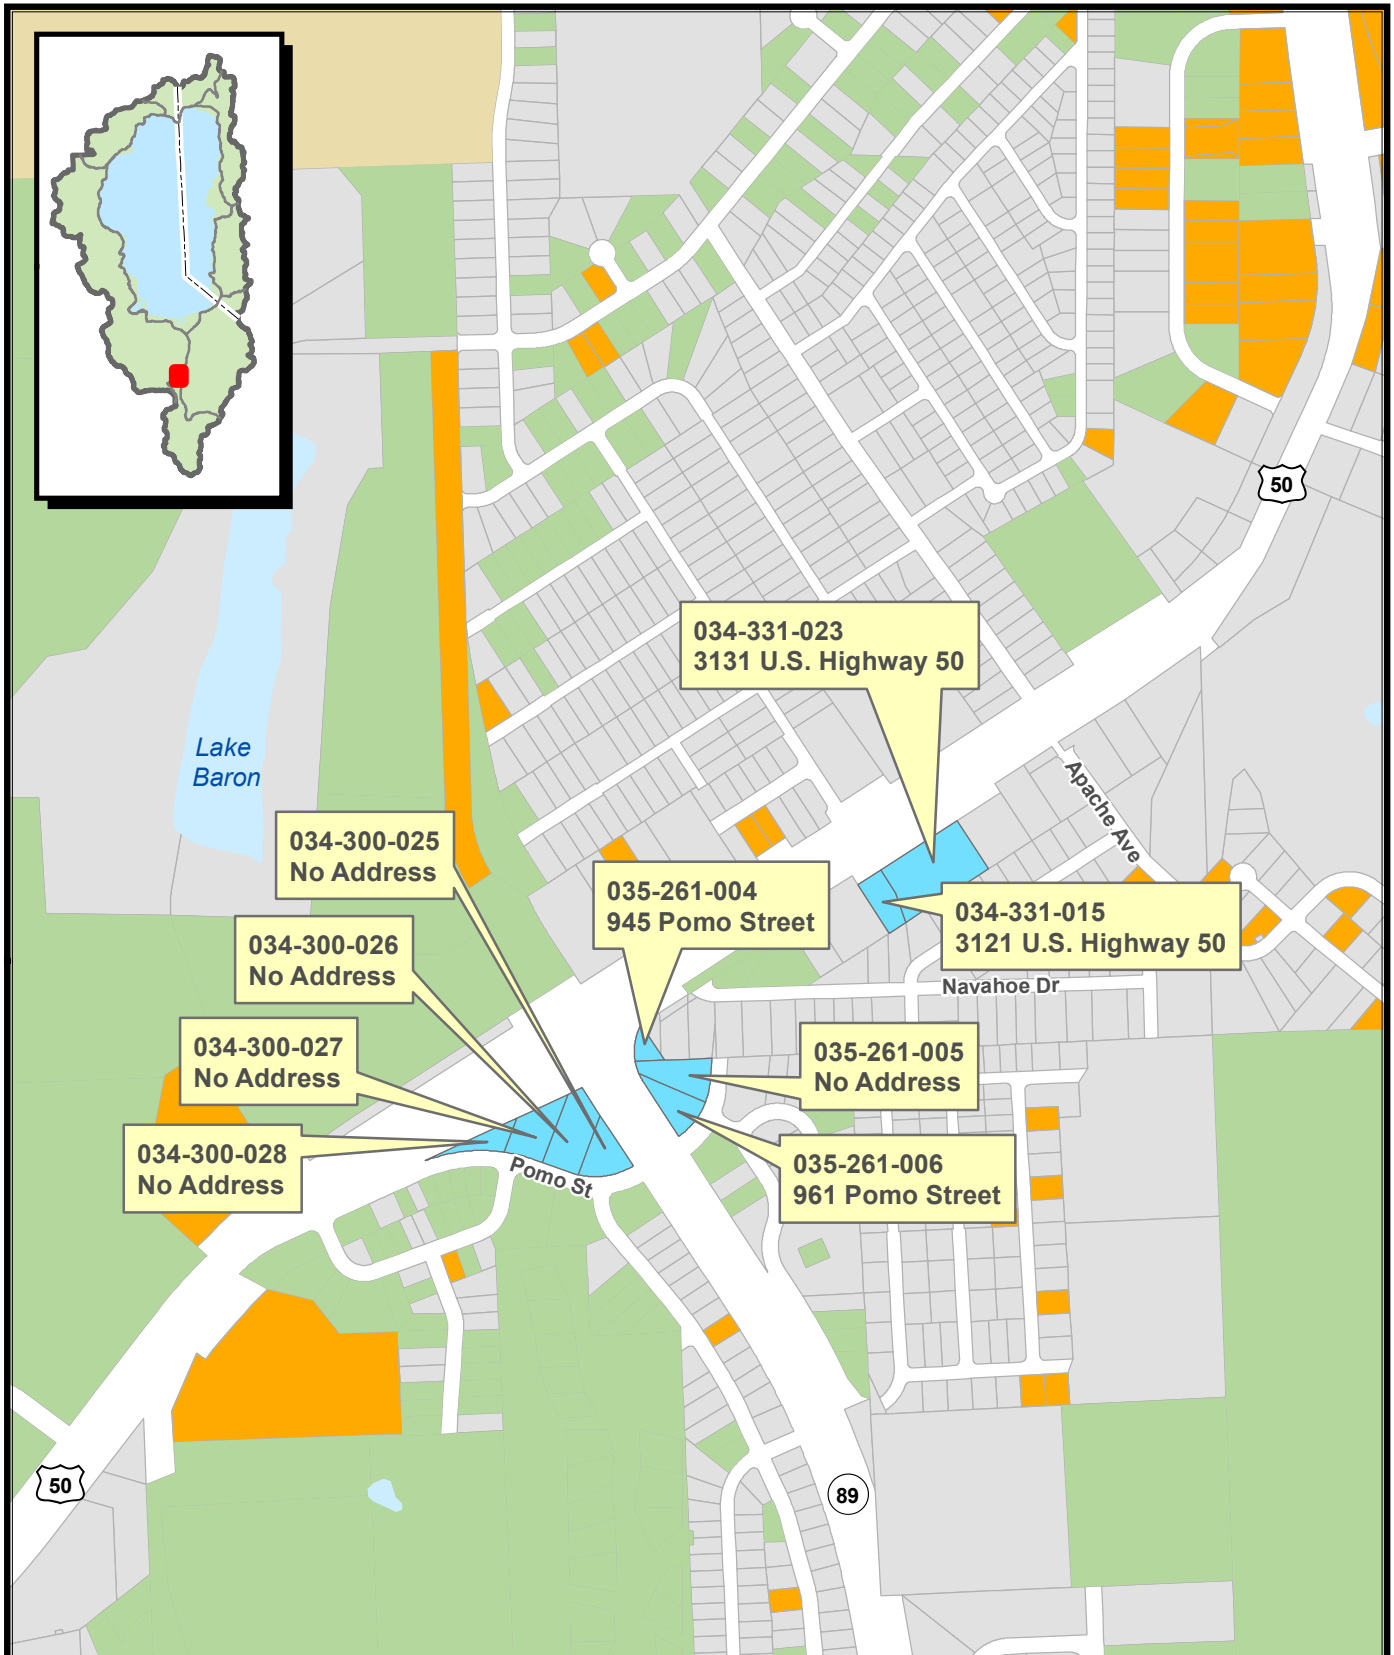 50
034-331-023
3131 U.S. Highway 50
Lake
Baron
Apache Ave
034-300-025
No Address
035-261-004
945 Pomo Street
034-331-015
3121 U.S. Highway 50
034-300-026
No Address
Navahoe Dr
034-300-027
No Address
035-261-005
No Address
034-300-028
No Address
Pomo St
035-261-006
961 Pomo Street
50
89